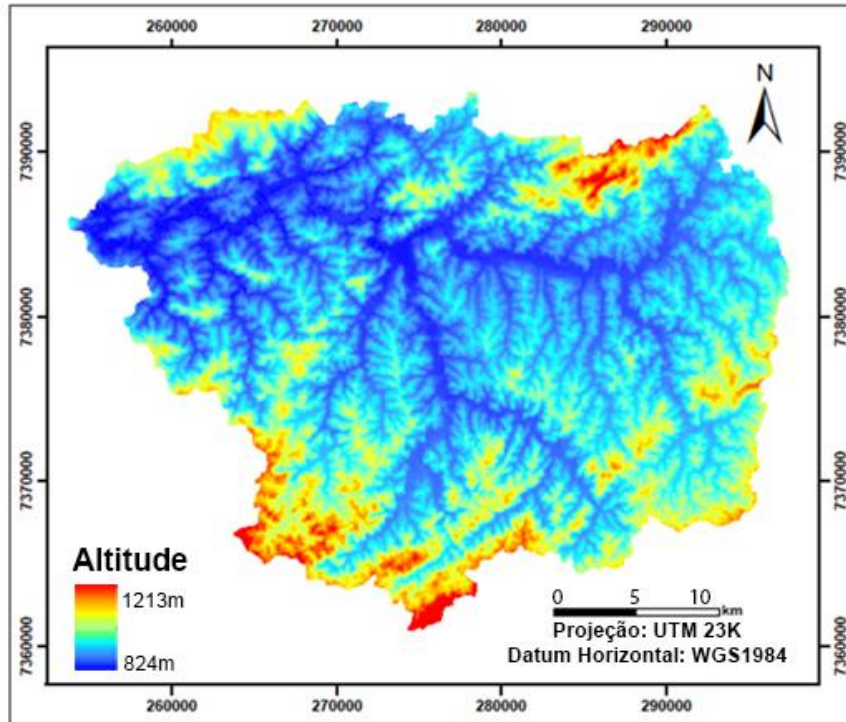 260000 270000 280000 290000
N
7390000 7390000
7380000 7380000
7370000 7370000
Altitude
1213m
824m
0 5 10 km
Projeção: UTM 23K
Datum Horizontal: WGS1984
7360000 7360000
260000 270000 280000 290000